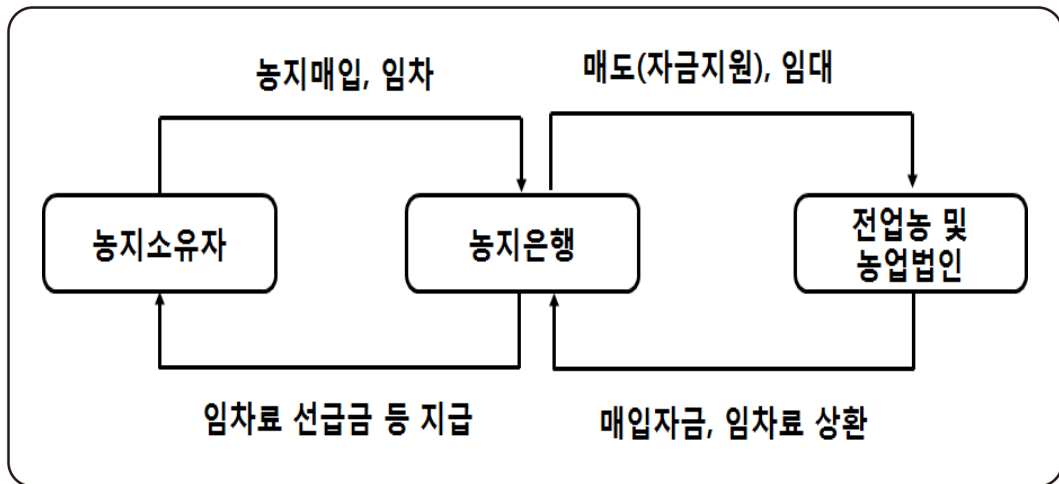 농지매입, 임차
매도(자금지원), 임대
농지소유자
농지은행
전업농 및
농업법인
임차료 선급금 등 지급
매입자금, 임차료 상환